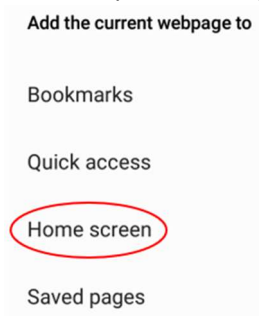 Add the current webpage to
Bookmarks
Quick access
Home screen
Saved pages